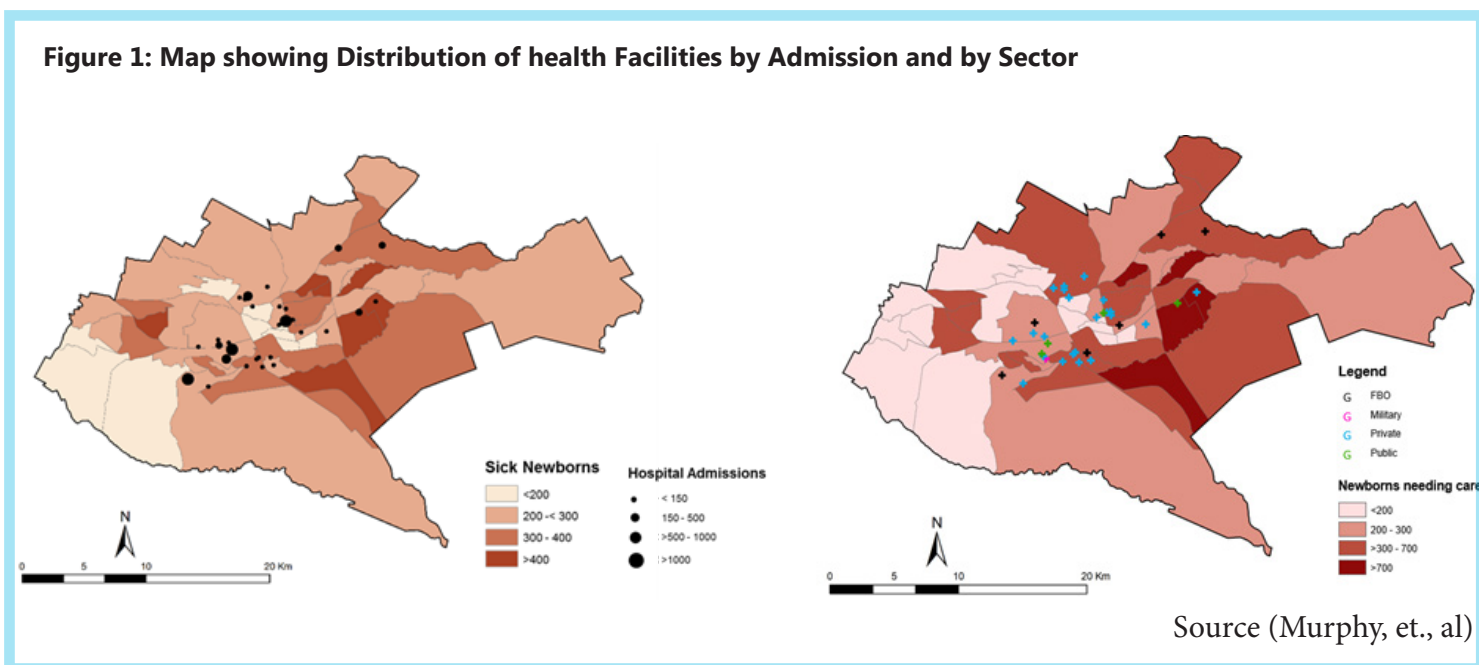 Figure 1: Map showing Distribution of health Facilities by Admission and by Sector
Sick Newborns
<200
200 -< 300
300 - 400
>400
Hospital Admissions
< 150
150 - 500
>500 - 1000
>1000
N
0 5 10 20 Km
Legend
G FBO
G Military
G Private
G Public
Newborns needing care
<200
200 - 300
>300 - 700
>700
N
0 5 10 20 Km
Source (Murphy, et., al)